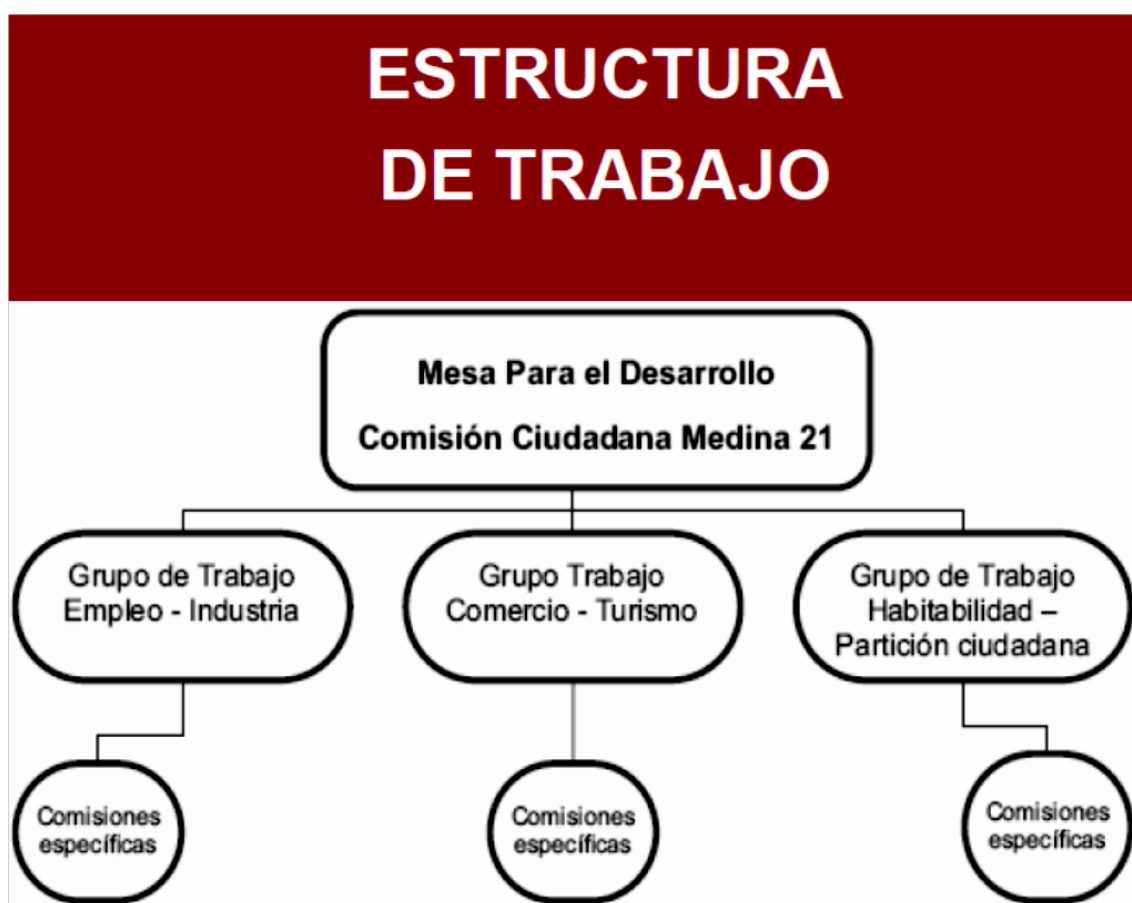 ESTRUCTURA
DE TRABAJO
Mesa Para el Desarrollo
Comisión Ciudadana Medina 21
Grupo de Trabajo
Empleo - Industria
Grupo Trabajo
Comercio - Turismo
Grupo de Trabajo
Habitabilidad –
Partición ciudadana
Comisiones
específicas
Comisiones
específicas
Comisiones
específicas